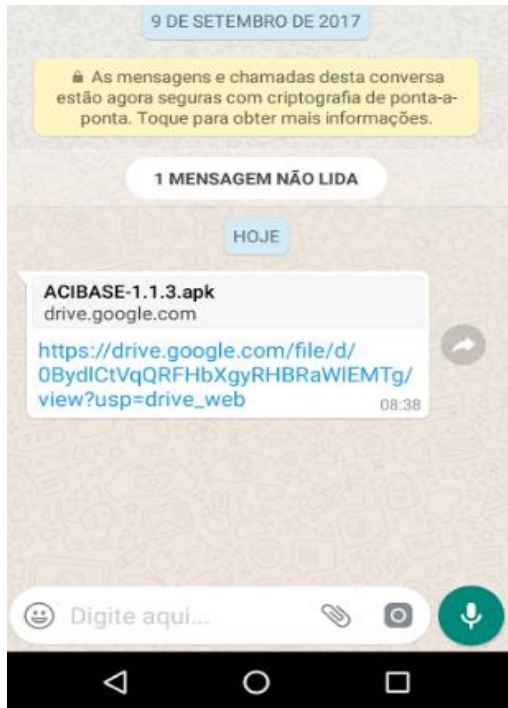 9 DE SETEMBRO DE 2017
As mensagens e chamadas desta conversa
estão agora seguras com criptografia de ponta-a-
ponta. Toque para obter mais informações.
1 MENSAGEM NÃO LIDA
HOJE
ACIBASE-1.1.3.apk
drive.google.com
https://drive.google.com/file/d/
0BydlCtVqQRFHbXgyRHBRaWlEMTg/
view?usp=drive_web
08:38
Digite aqui...